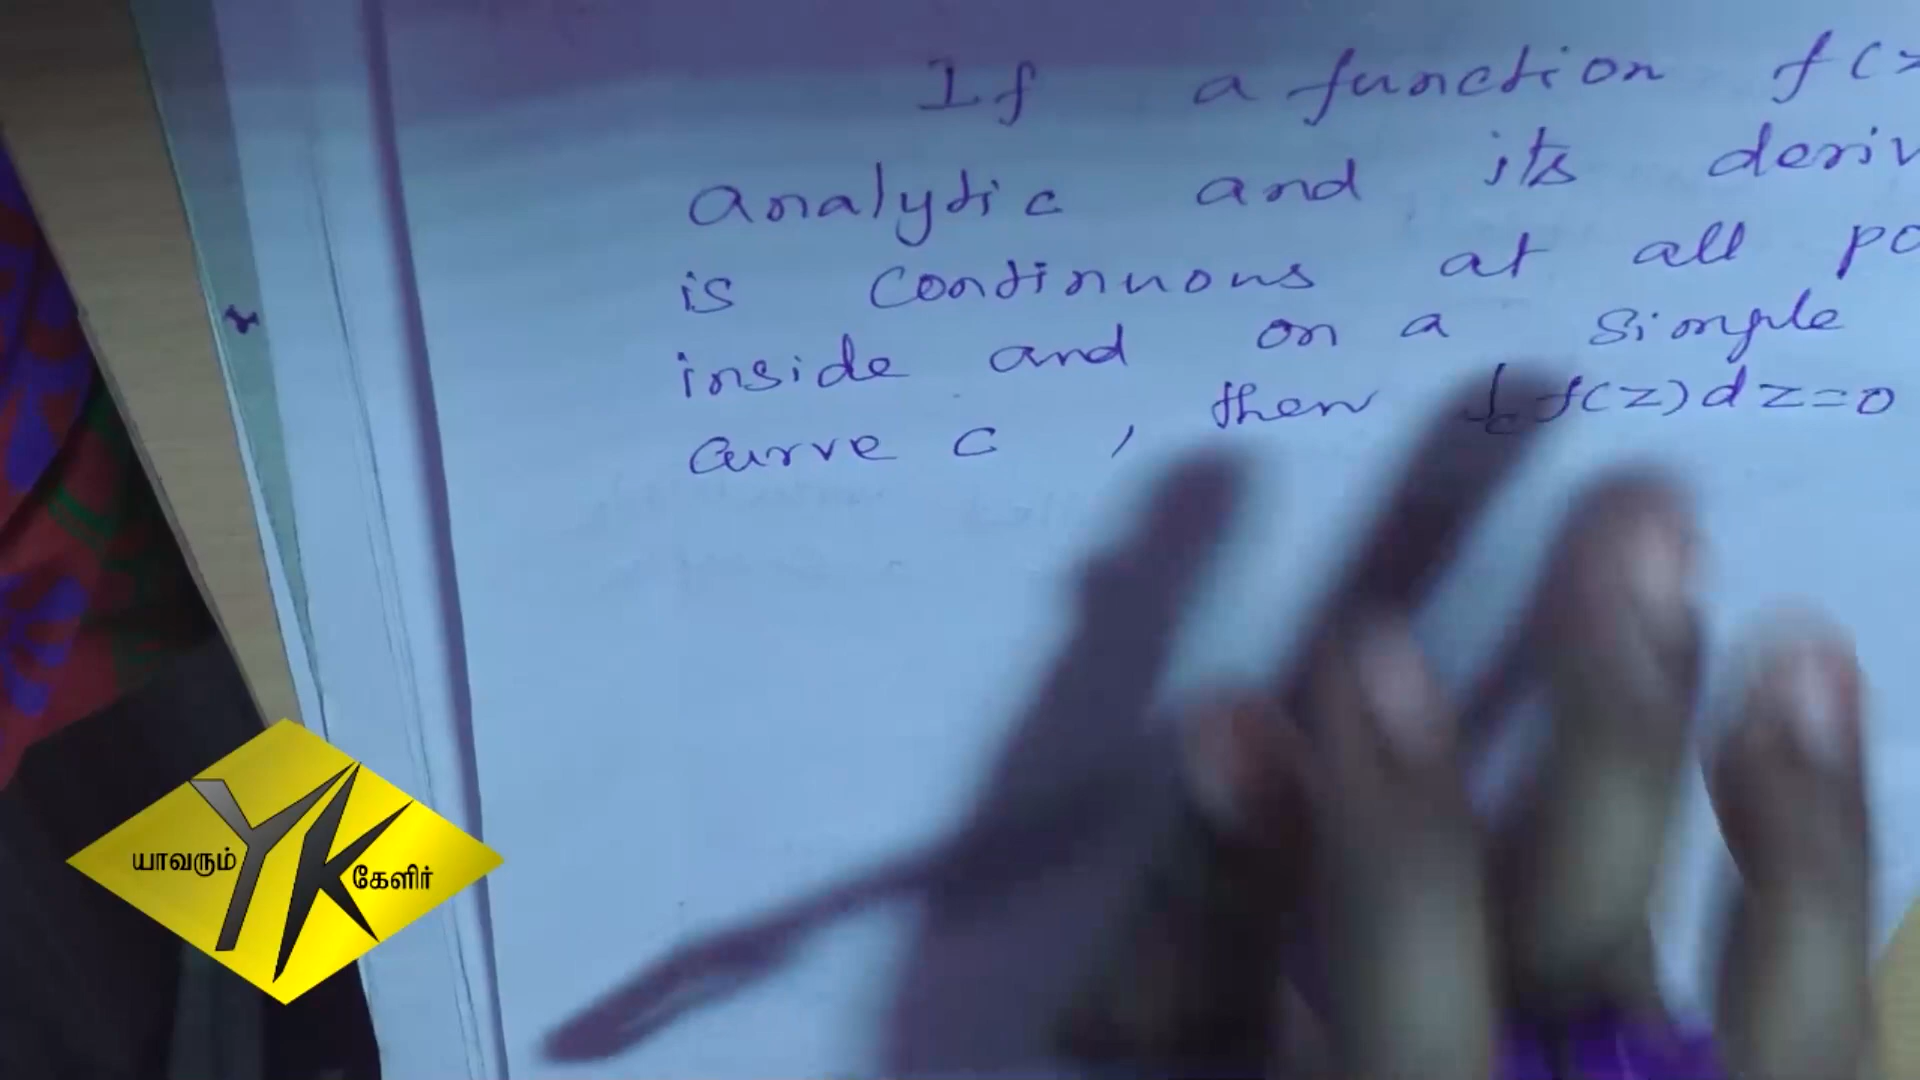 If a function f(z
analytic and its deriv
is continuous at all po
inside and on a simple
curve c , then ∫c f(z)dz=0
யாவரும்
YK
கேளிர்